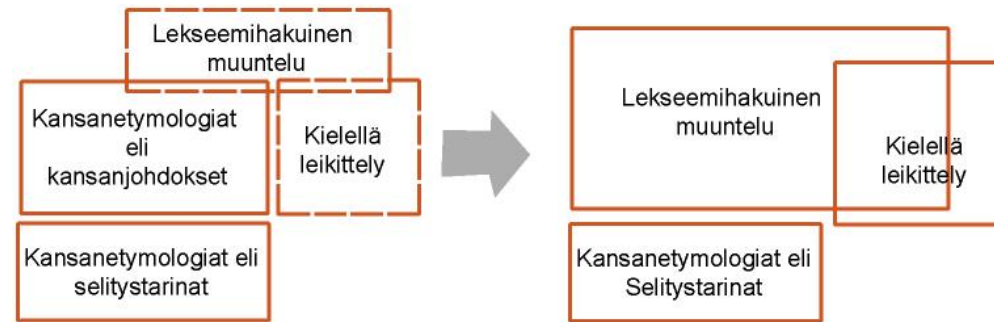 Lekseemihakuinen
muuntelu
Kansanetymologiat
eli
kansanjohdokset
Kielellä
leikittely
Kansanetymologiat eli
selitystarinat
Lekseemihakuinen
muuntelu
Kielellä
leikittely
Kansanetymologiat eli
Selitystarinat